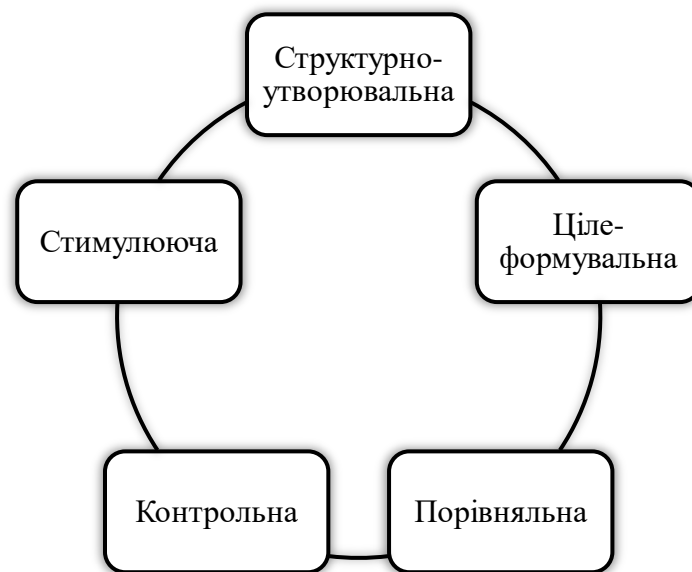 Структурно-
утворювальна
Ціле-
формувальна
Порівняльна
Контрольна
Стимулююча